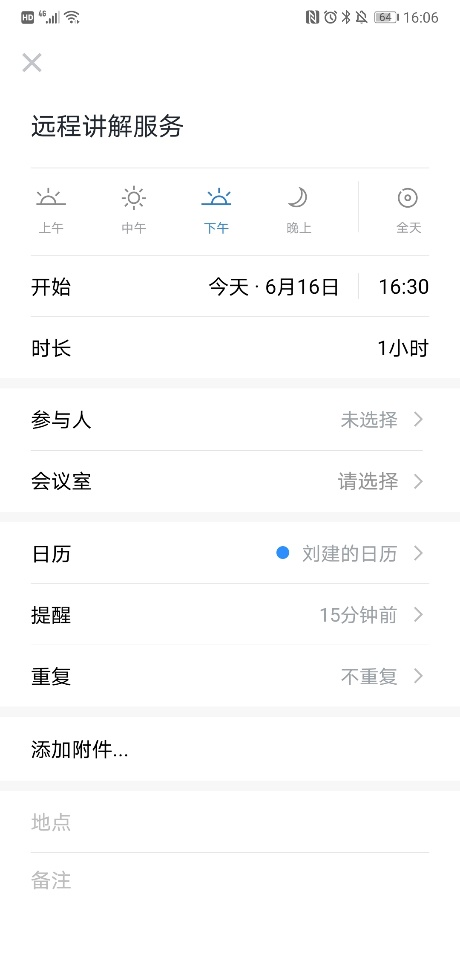 HD 4G 64 16:06
远程讲解服务
上午 中午 下午 晚上 全天
开始 今天 · 6月16日 16:30
时长 1小时
参与人 未选择
会议室 请选择
日历 刘建的日历
提醒 15分钟前
重复 不重复
添加附件...
地点
备注